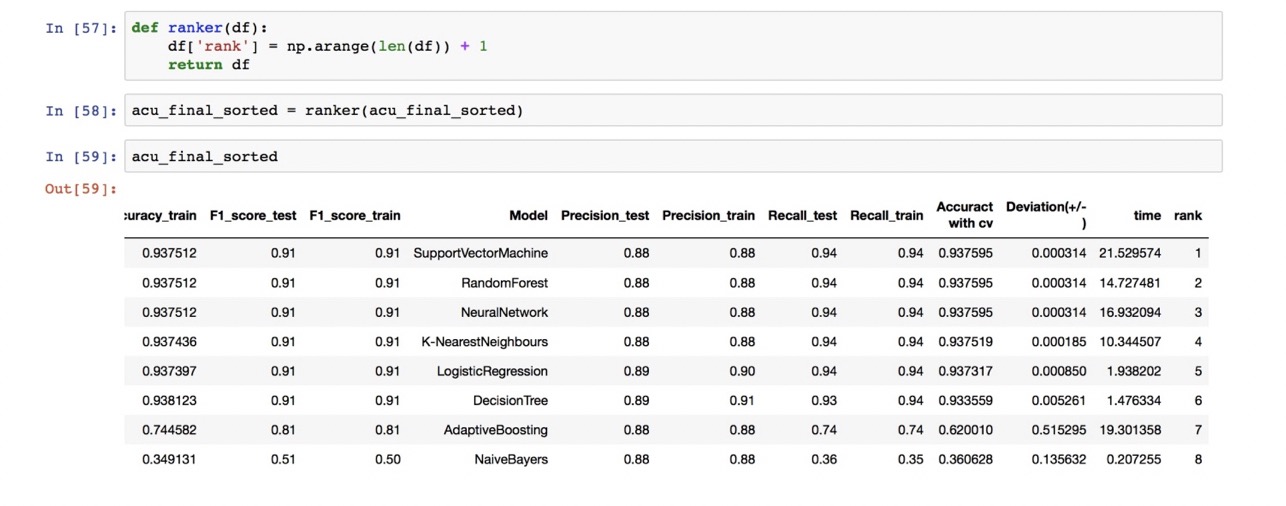 In [57]: def ranker(df):
df['rank'] = np.arange(len(df)) + 1
return df
In [58]: acu_final_sorted = ranker(acu_final_sorted)
In [59]: acu_final_sorted
Out[59]:
curacy_train F1_score_test F1_score_train Model Precision_test Precision_train Recall_test Recall_train Accuract with cv Deviation(+/-) time rank
0.937512 0.91 0.91 SupportVectorMachine 0.88 0.88 0.94 0.94 0.937595 0.000314 21.529574 1
0.937512 0.91 0.91 RandomForest 0.88 0.88 0.94 0.94 0.937595 0.000314 14.727481 2
0.937512 0.91 0.91 NeuralNetwork 0.88 0.88 0.94 0.94 0.937595 0.000314 16.932094 3
0.937436 0.91 0.91 K-NearestNeighbours 0.88 0.88 0.94 0.94 0.937519 0.000185 10.344507 4
0.937397 0.91 0.91 LogisticRegression 0.89 0.90 0.94 0.94 0.937317 0.000850 1.938202 5
0.938123 0.91 0.91 DecisionTree 0.89 0.91 0.93 0.94 0.933559 0.005261 1.476334 6
0.744582 0.81 0.81 AdaptiveBoosting 0.88 0.88 0.74 0.74 0.620010 0.515295 19.301358 7
0.349131 0.51 0.50 NaiveBayers 0.88 0.88 0.36 0.35 0.360628 0.135632 0.207255 8